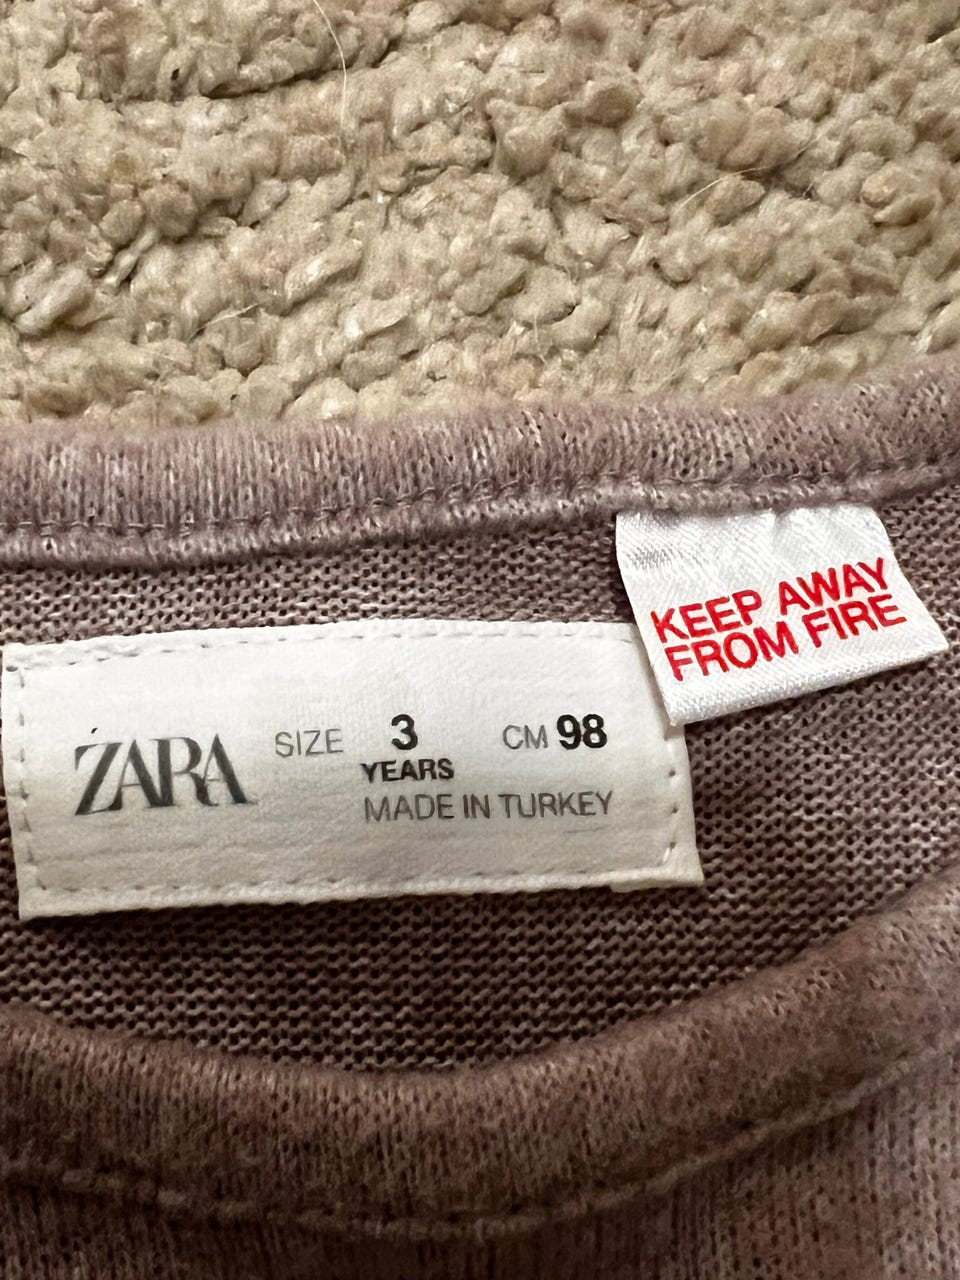 KEEP AWAY
FROM FIRE
ZARA SIZE 3 CM 98
YEARS
MADE IN TURKEY